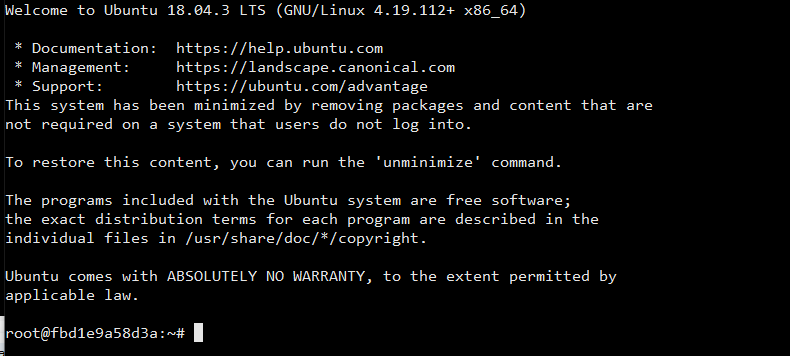 Welcome to Ubuntu 18.04.3 LTS (GNU/Linux 4.19.112+ x86_64)
* Documentation:  https://help.ubuntu.com
* Management:     https://landscape.canonical.com
* Support:        https://ubuntu.com/advantage
This system has been minimized by removing packages and content that are
not required on a system that users do not log into.
To restore this content, you can run the 'unminimize' command.
The programs included with the Ubuntu system are free software;
the exact distribution terms for each program are described in the
individual files in /usr/share/doc/*/copyright.
Ubuntu comes with ABSOLUTELY NO WARRANTY, to the extent permitted by
applicable law.
root@fbd1e9a58d3a:~#